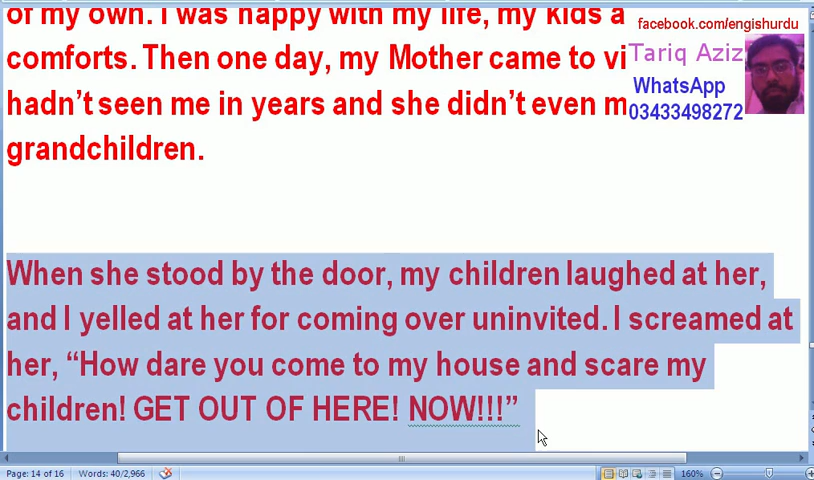 of my own. I was happy with my life, my kids a
facebook.com/engishurdu
comforts. Then one day, my Mother came to vi
Tariq Aziz
hadn't seen me in years and she didn't even m
WhatsApp
03433498272
grandchildren.
When she stood by the door, my children laughed at her,
and I yelled at her for coming over uninvited. I screamed at
her, “How dare you come to my house and scare my
children! GET OUT OF HERE! NOW!!!”
Page: 14 of 16 Words: 40/2,966 160%